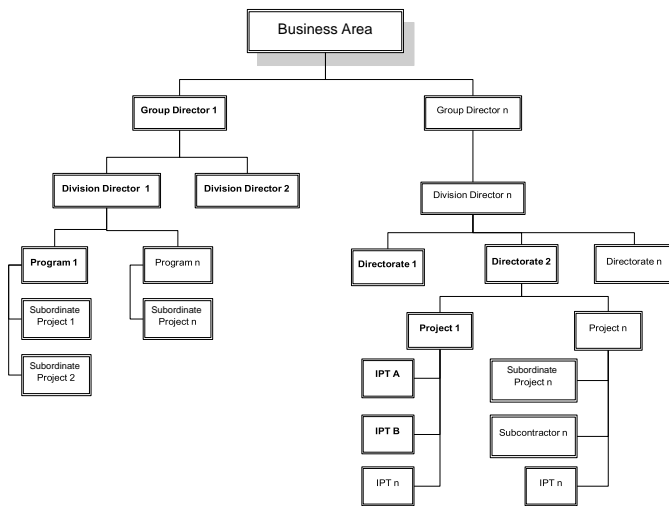 Business Area
Group Director 1
Group Director n
Division Director 1
Division Director 2
Division Director n
Program 1
Program n
Directorate 1
Directorate 2
Directorate n
Subordinate
Project 1
Subordinate
Project n
Subordinate
Project 2
Project 1
Project n
IPT A
Subordinate
Project n
IPT B
Subcontractor n
IPT n
IPT n